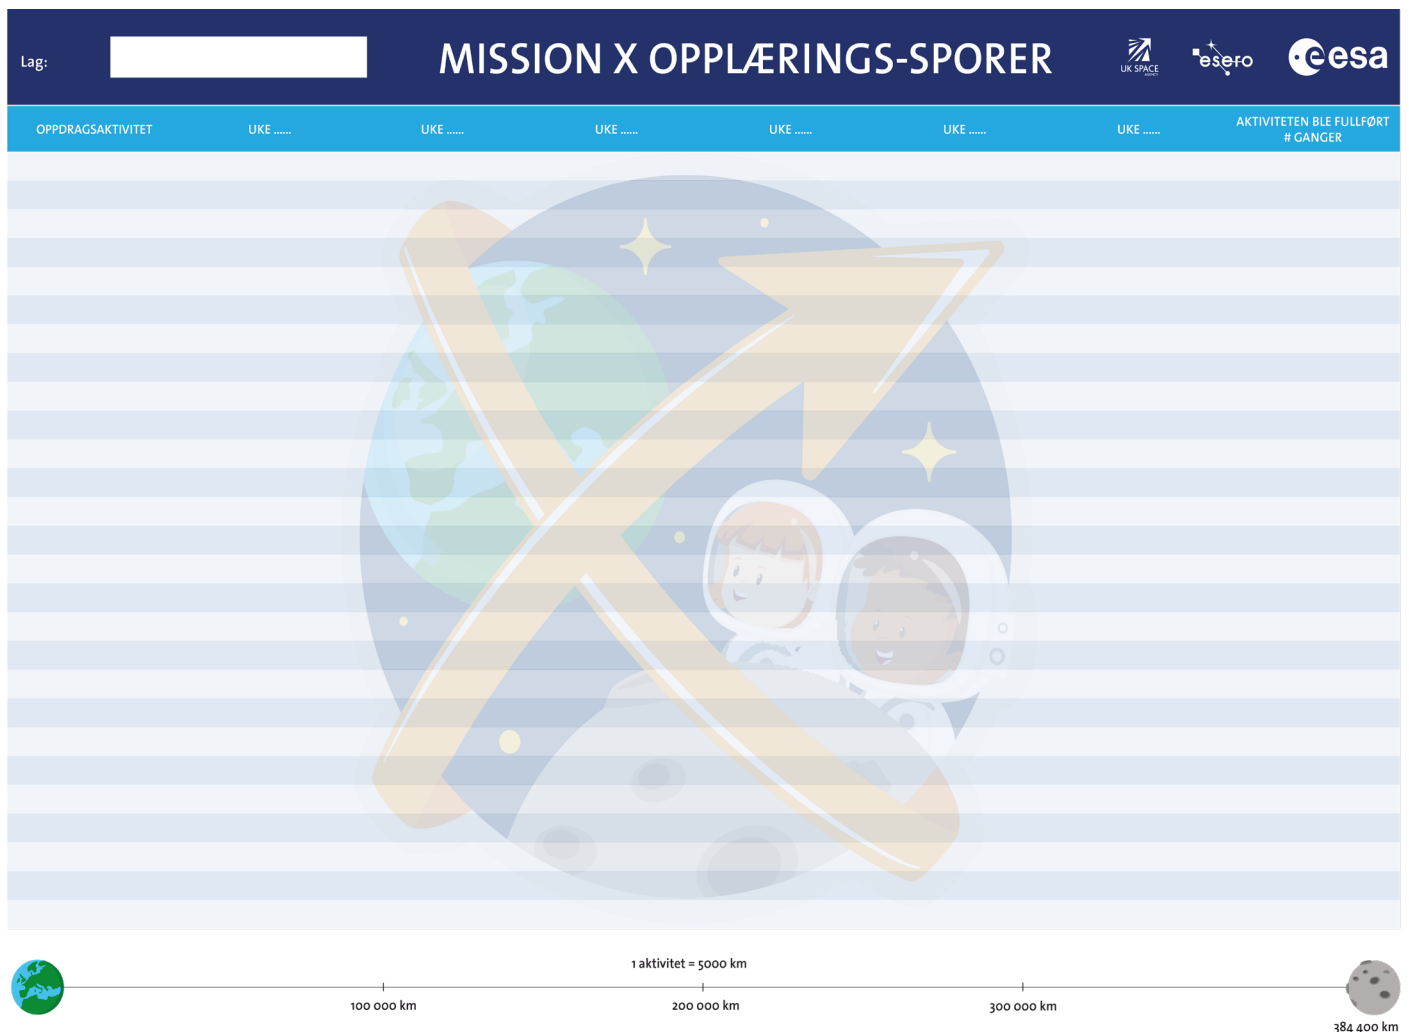 Lag:
MISSION X OPPLÆRINGS-SPORER
UK SPACE
AGENCY
esero
esa
OPPDRAGSAKTIVITET
UKE ......
UKE ......
UKE ......
UKE ......
UKE ......
UKE ......
AKTIVITETEN BLE FULLFØRT
# GANGER
1 aktivitet = 5000 km
100 000 km
200 000 km
300 000 km
384 400 km